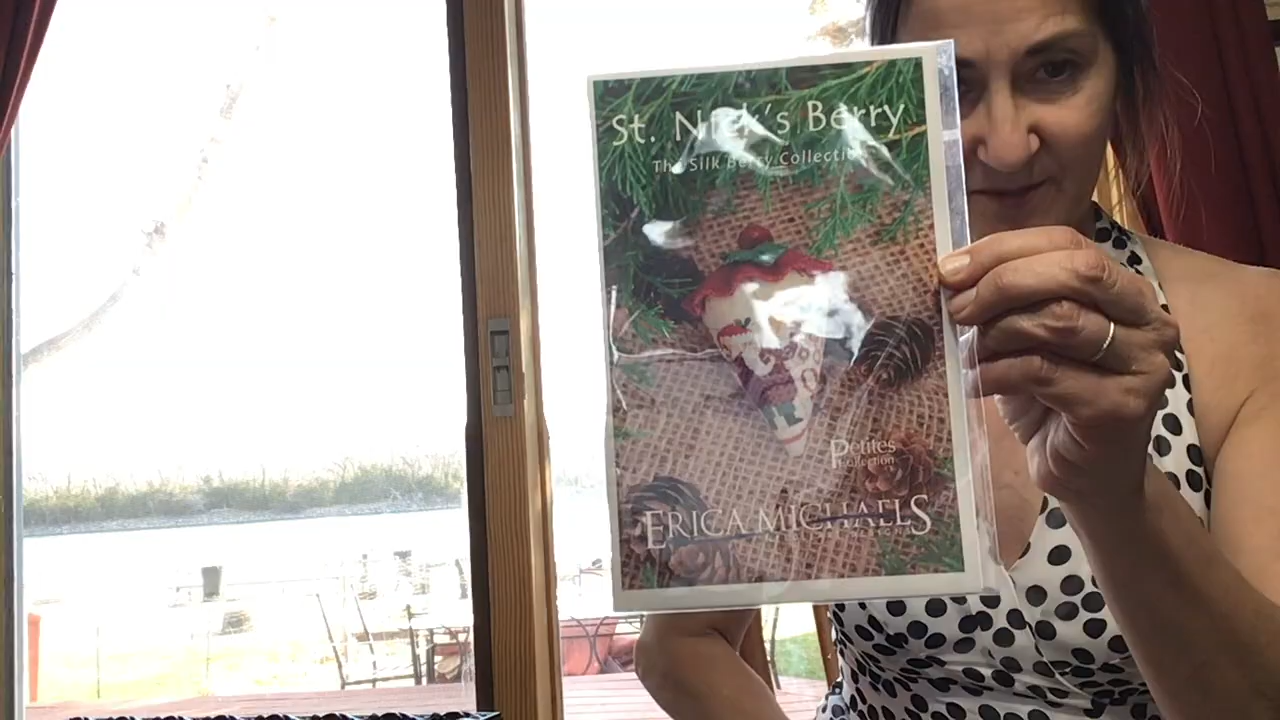 St. Nick's Berry
The Silk Berry Collection
Petites
Collection
ERICA MICHAELS